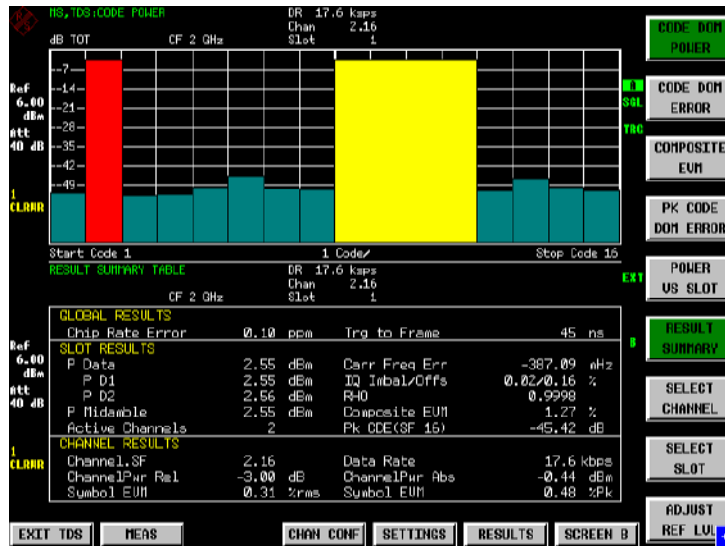 MS,TDS:CODE POWER
DR 17.6 ksps
Chan 2.16
dB TOT CF 2 GHz Slot 1
-7
-14
-21
-28
-35
-42
-49
Ref
6.00
dBm
Att
40 dB
1
CLRWR
A
SGL
TRG
Start Code 1 1 Code/ Stop Code 16
RESULT SUMMARY TABLE
DR 17.6 ksps
Chan 2.16
CF 2 GHz Slot 1
EXT
Ref
6.00
dBm
Att
40 dB
1
CLRWR
B
GLOBAL RESULTS
Chip Rate Error 0.10 ppm Trg to Frame 45 ns
SLOT RESULTS
P Data 2.55 dBm Carr Freq Err -387.09 mHz
P D1 2.55 dBm IQ Imbal/Offs 0.02/0.16 %
P D2 2.56 dBm RHO 0.9998
P Midamble 2.55 dBm Composite EVM 1.27 %
Active Channels 2 Pk CDE(SF 16) -45.42 dB
CHANNEL RESULTS
Channel.SF 2.16 Data Rate 17.6 kbps
ChannelPwr Rel -3.00 dB ChannelPwr Abs -0.44 dBm
Symbol EVM 0.31 %rms Symbol EVM 0.48 %Pk
CODE DOM
POWER
CODE DOM
ERROR
COMPOSITE
EVM
PK CODE
DOM ERROR
POWER
VS SLOT
RESULT
SUMMARY
SELECT
CHANNEL
SELECT
SLOT
ADJUST
REF LVL
EXIT TDS MEAS CHAN CONF SETTINGS RESULTS SCREEN B